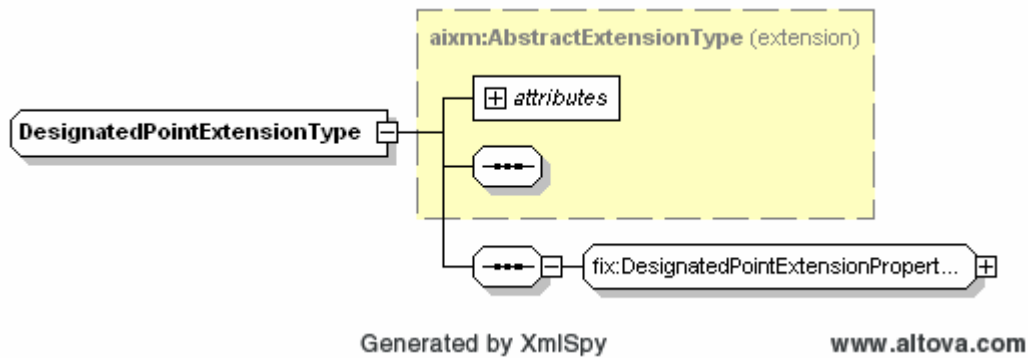 aixm:AbstractExtensionType (extension)
attributes
DesignatedPointExtensionType
fix:DesignatedPointExtensionPropert...
Generated by XmlSpy
www.altova.com